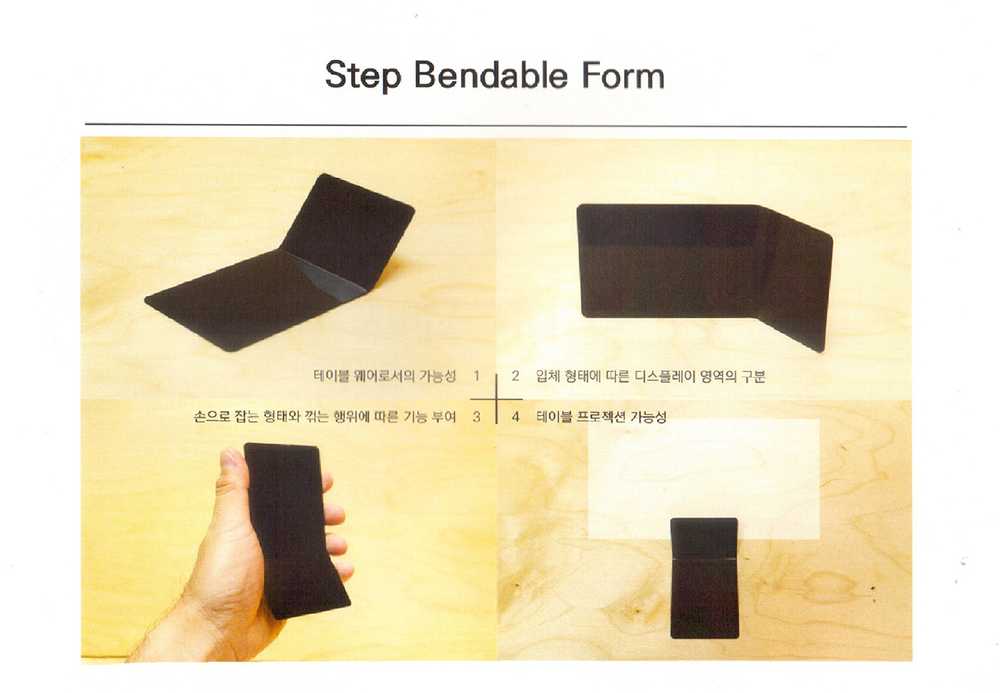 Step Bendable Form
테이블 웨어로서의 가능성 1
2 입체 형태에 따른 디스플레이 영역의 구분
손으로 잡는 형태와 꺾는 행위에 따른 기능 부여 3
4 테이블 프로젝션 가능성